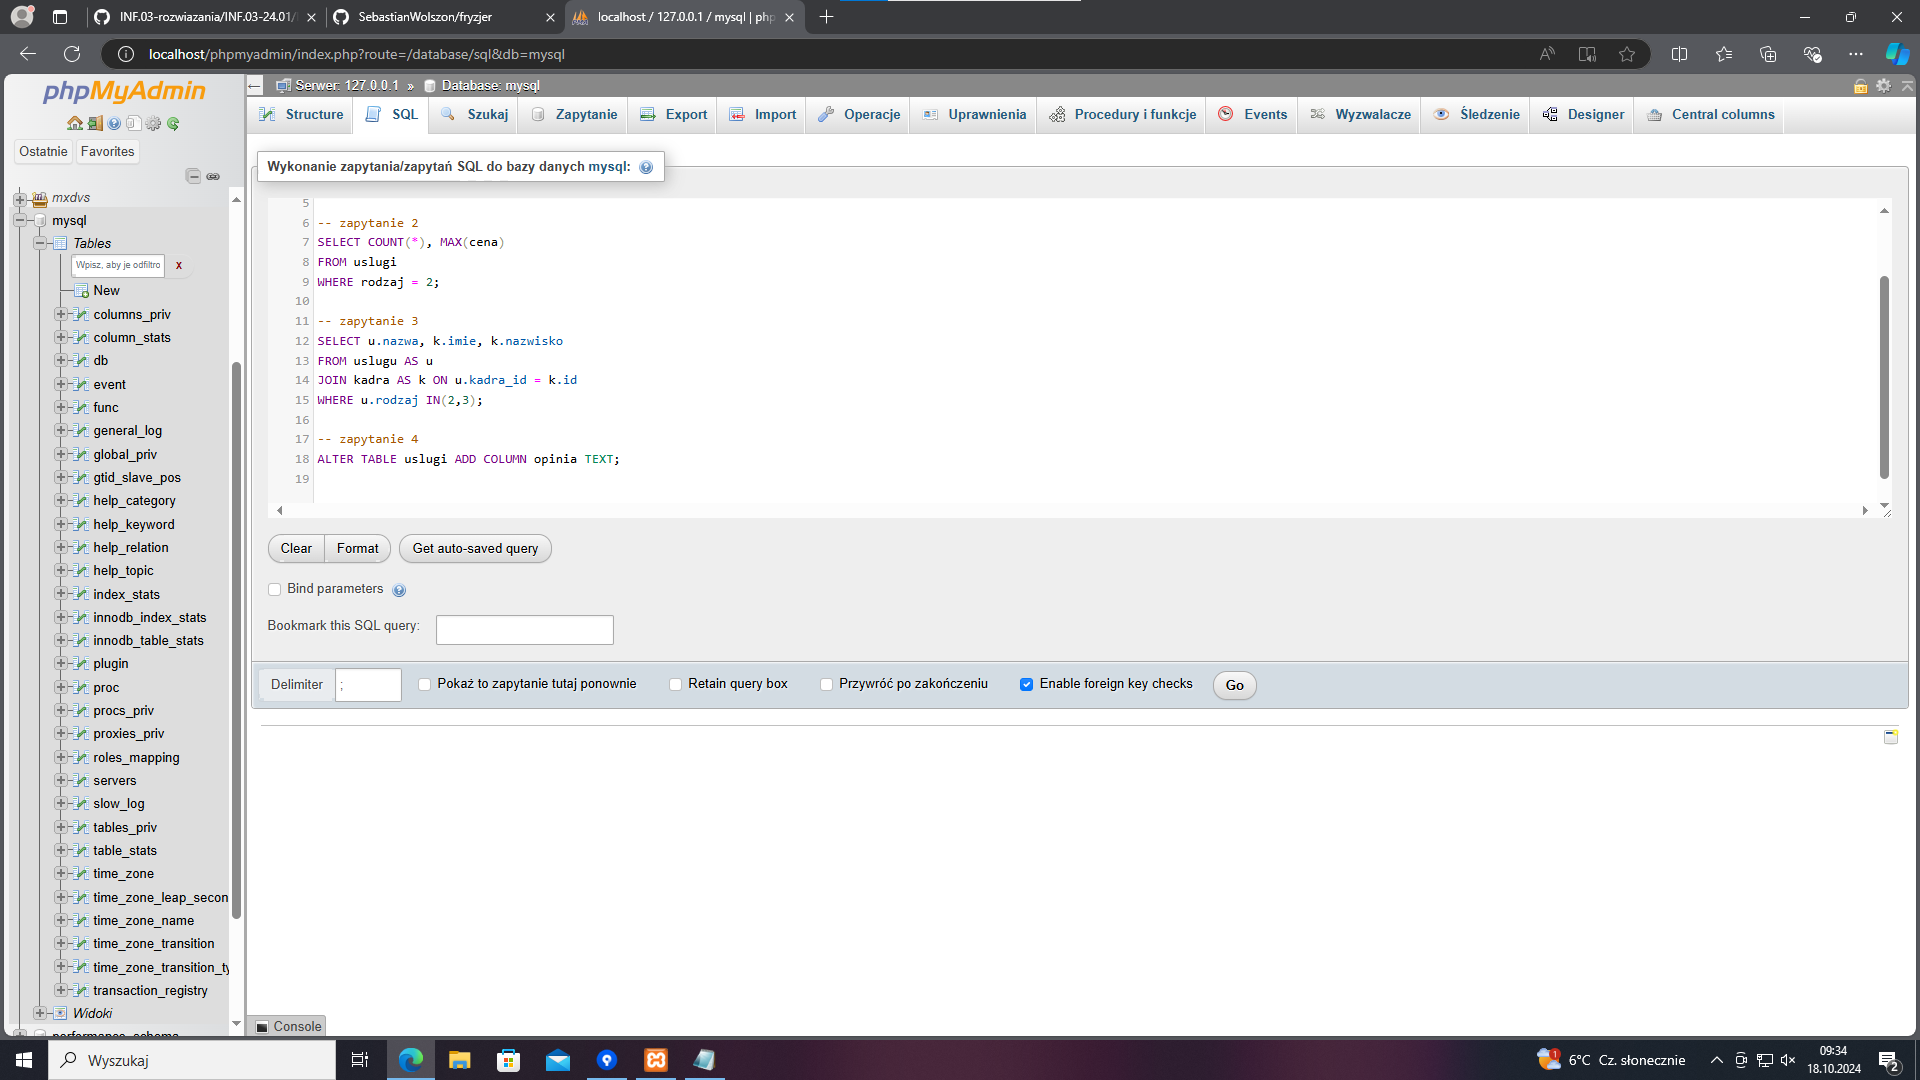 INF.03-rozwiazania/INF.03-24.01/
SebastianWolszon/fryzjer
localhost / 127.0.0.1 / mysql | php
localhost/phpmyadmin/index.php?route=/database/sql&db=mysql
phpMyAdmin
Ostatnie
Favorites
mxdvs
mysql
Tables
Wpisz, aby je odfiltro
x
New
columns_priv
column_stats
db
event
func
general_log
global_priv
gtid_slave_pos
help_category
help_keyword
help_relation
help_topic
index_stats
innodb_index_stats
innodb_table_stats
plugin
proc
procs_priv
proxies_priv
roles_mapping
servers
slow_log
tables_priv
table_stats
time_zone
time_zone_leap_secon
time_zone_name
time_zone_transition
time_zone_transition_ty
transaction_registry
Widoki
performance_schema
Serwer: 127.0.0.1 » Database: mysql
Structure
SQL
Szukaj
Zapytanie
Export
Import
Operacje
Uprawnienia
Procedury i funkcje
Events
Wyzwalacze
Śledzenie
Designer
Central columns
Wykonanie zapytania/zapytań SQL do bazy danych mysql:
5
6 -- zapytanie 2
7 SELECT COUNT(*), MAX(cena)
8 FROM uslugi
9 WHERE rodzaj = 2;
10
11 -- zapytanie 3
12 SELECT u.nazwa, k.imie, k.nazwisko
13 FROM uslugu AS u
14 JOIN kadra AS k ON u.kadra_id = k.id
15 WHERE u.rodzaj IN(2,3);
16
17 -- zapytanie 4
18 ALTER TABLE uslugi ADD COLUMN opinia TEXT;
19
Clear
Format
Get auto-saved query
Bind parameters
Bookmark this SQL query:
Delimiter
;
Pokaż to zapytanie tutaj ponownie
Retain query box
Przywróć po zakończeniu
Enable foreign key checks
Go
Console
Wyszukaj
1
6°C Cz. słonecznie
09:34
18.10.2024
2